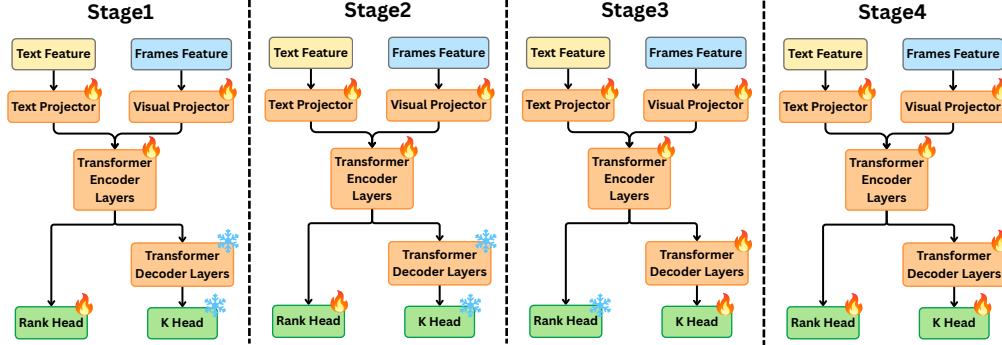 Stage1
Text Feature
Frames Feature
Text Projector
Visual Projector
Transformer
Encoder
Layers
Transformer
Decoder Layers
Rank Head
K Head
Stage2
Text Feature
Frames Feature
Text Projector
Visual Projector
Transformer
Encoder
Layers
Transformer
Decoder Layers
Rank Head
K Head
Stage3
Text Feature
Frames Feature
Text Projector
Visual Projector
Transformer
Encoder
Layers
Transformer
Decoder Layers
Rank Head
K Head
Stage4
Text Feature
Frames Feature
Text Projector
Visual Projector
Transformer
Encoder
Layers
Transformer
Decoder Layers
Rank Head
K Head